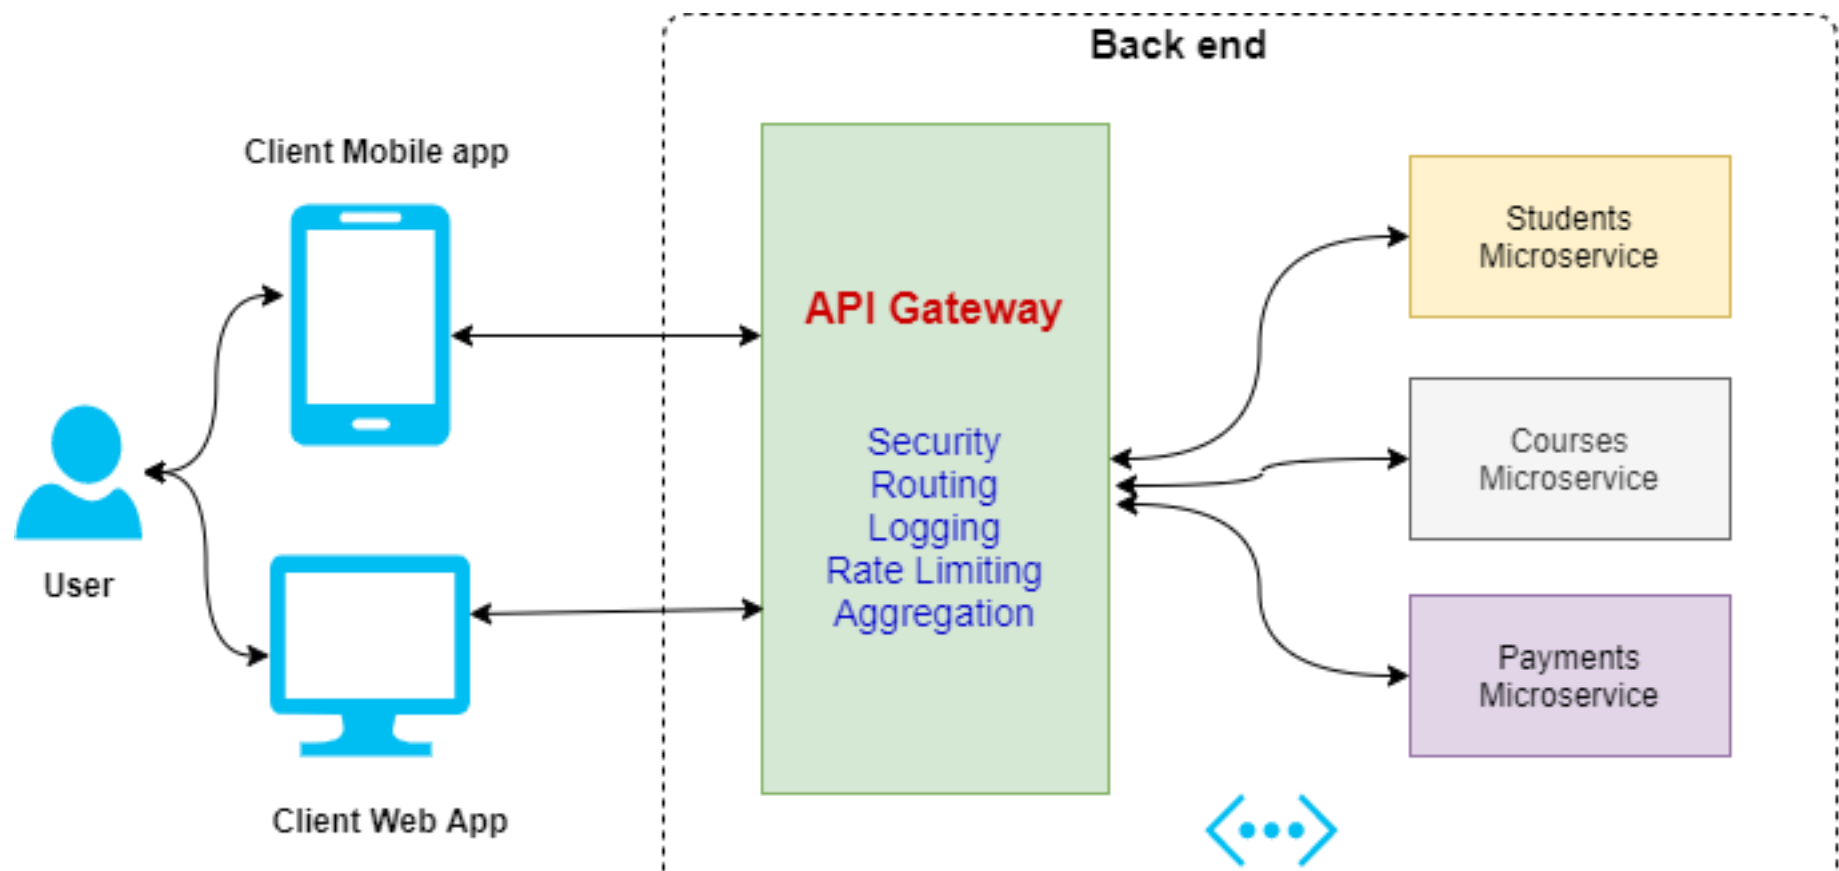 Back end
Client Mobile app
User
Client Web App
API Gateway
Security
Routing
Logging
Rate Limiting
Aggregation
Students
Microservice
Courses
Microservice
Payments
Microservice